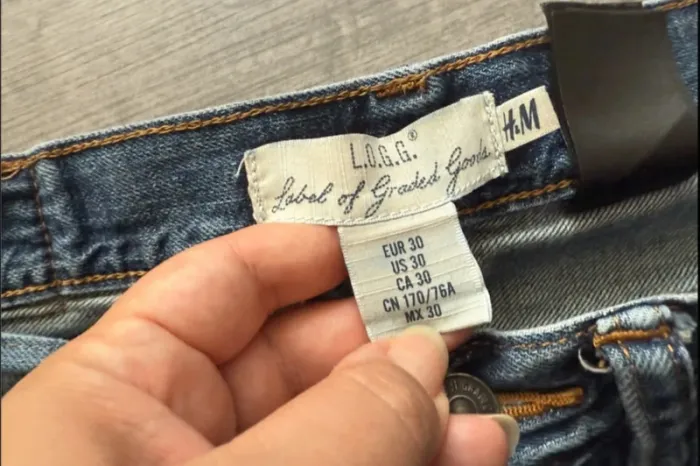 L.O.G.G.®
Label of Graded Goods
H&M
EUR 30
US 30
CA 30
CN 170/76A
MX 30